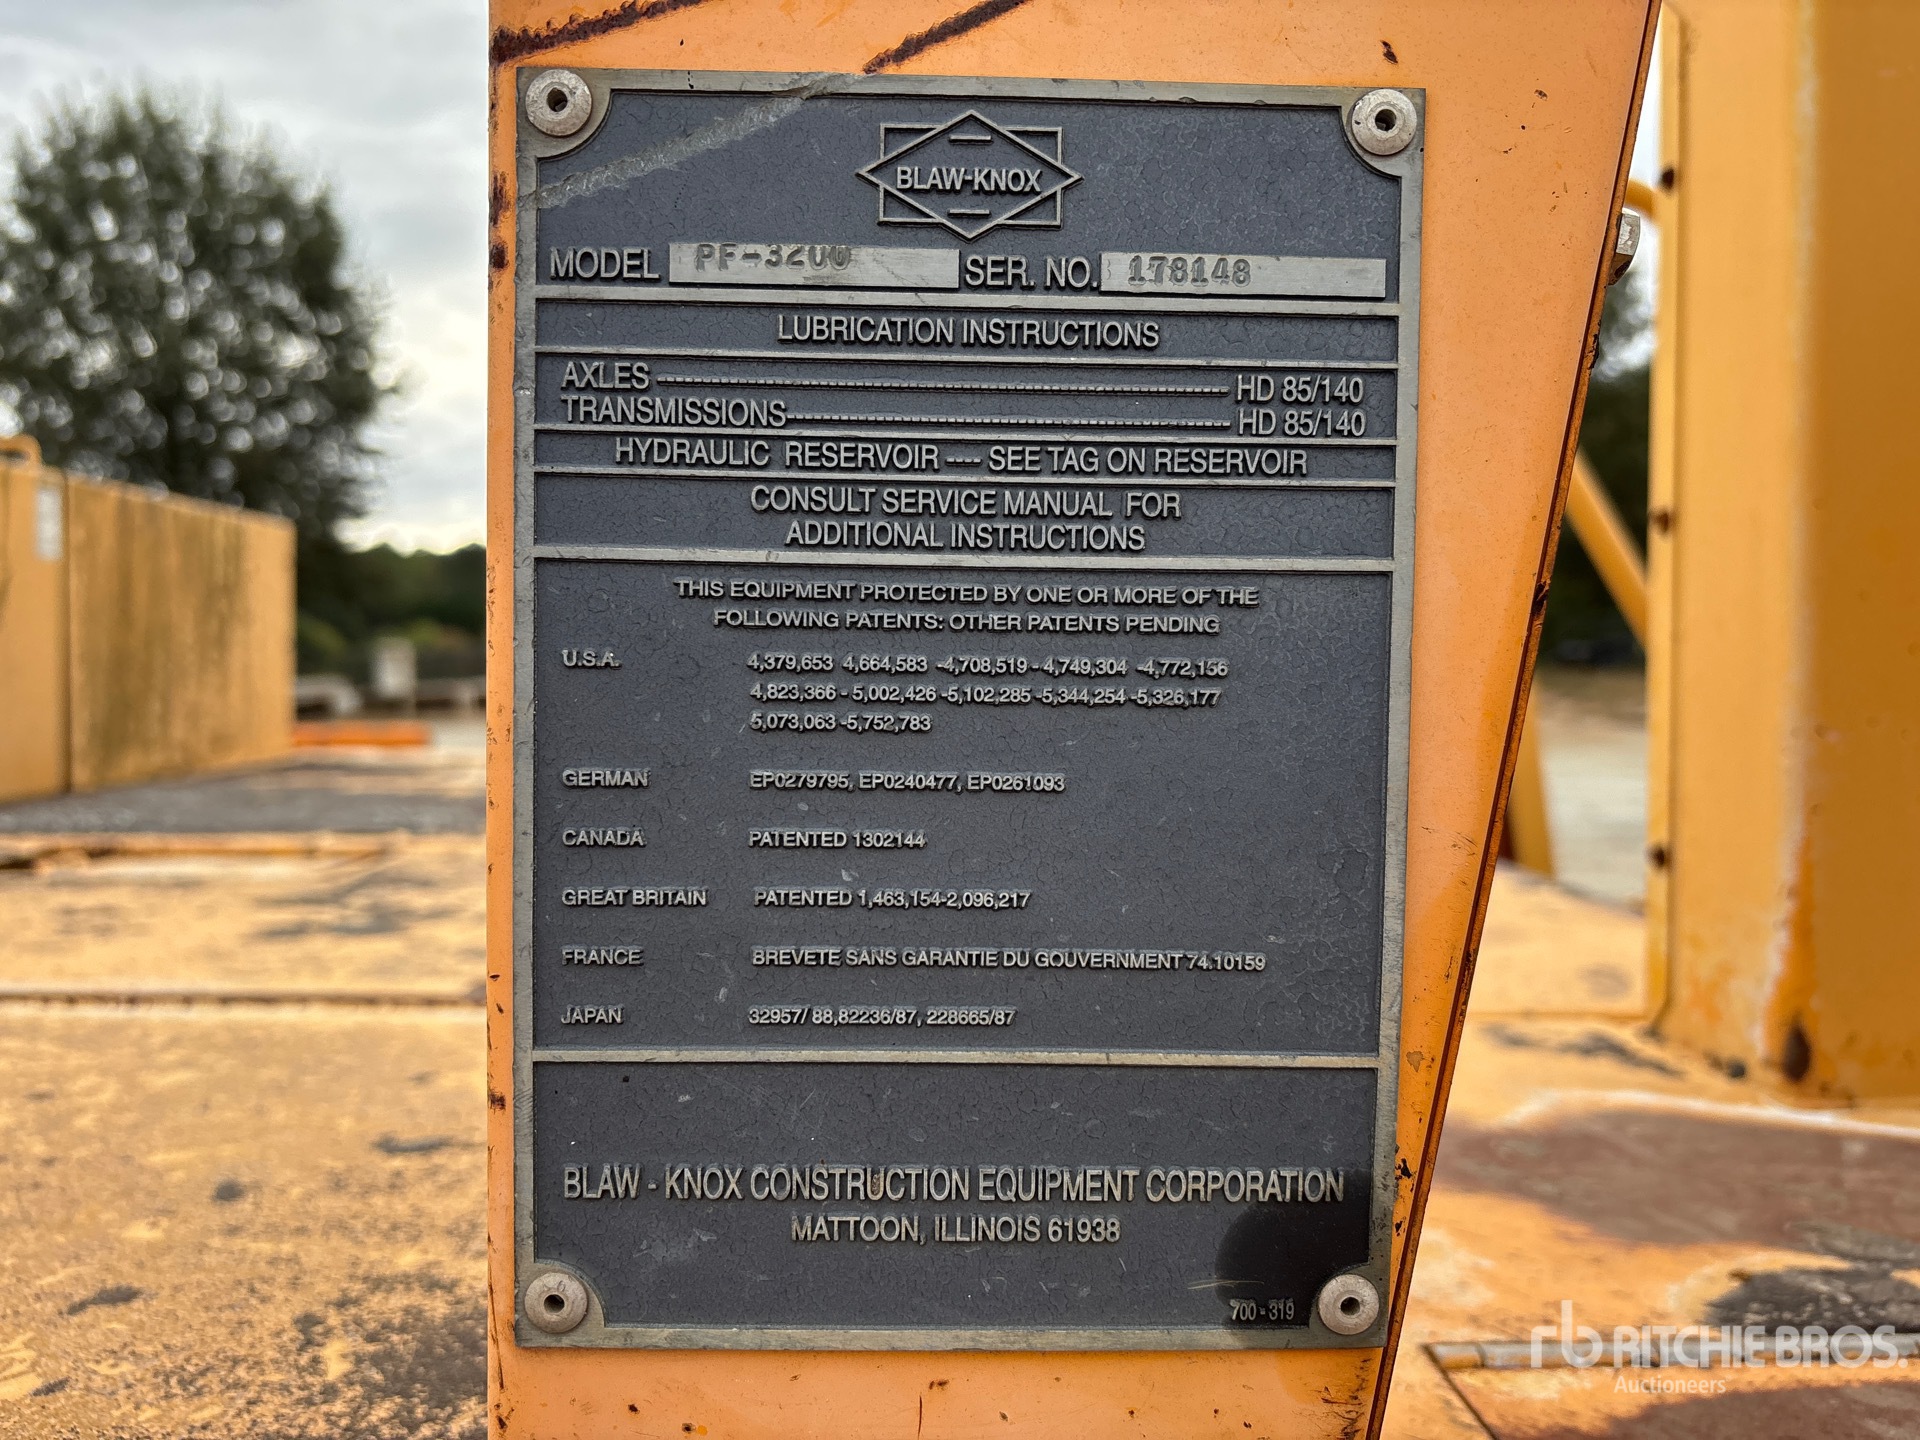 BLAW-KNOX
MODEL PF-3200 SER. NO. 178148
LUBRICATION INSTRUCTIONS
AXLES ---------- HD 85/140
TRANSMISSIONS---------- HD 85/140
HYDRAULIC RESERVOIR ---- SEE TAG ON RESERVOIR
CONSULT SERVICE MANUAL FOR
ADDITIONAL INSTRUCTIONS
THIS EQUIPMENT PROTECTED BY ONE OR MORE OF THE
FOLLOWING PATENTS: OTHER PATENTS PENDING
U.S.A. 4,379,653 4,664,583 -4,708,519 - 4,749,304 -4,772,156
4,823,366 - 5,002,426 -5,102,285 -5,344,254 -5,326,177
5,073,063 -5,752,783
GERMAN EP0279795, EP0240477, EP0261093
CANADA PATENTED 1302144
GREAT BRITAIN PATENTED 1,463,154-2,096,217
FRANCE BREVETE SANS GARANTIE DU GOUVERNMENT 74.10159
JAPAN 32957/ 88,82236/87, 228665/87
BLAW - KNOX CONSTRUCTION EQUIPMENT CORPORATION
MATTOON, ILLINOIS 61938
700 - 319
rb RITCHIE BROS.
Auctioneers